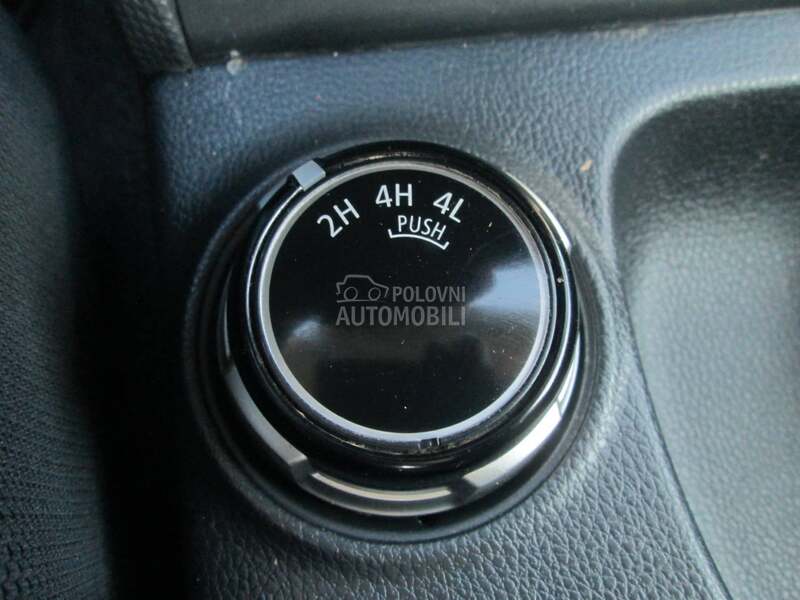 2H 4H 4L
PUSH
POLOVNI
AUTOMOBILI